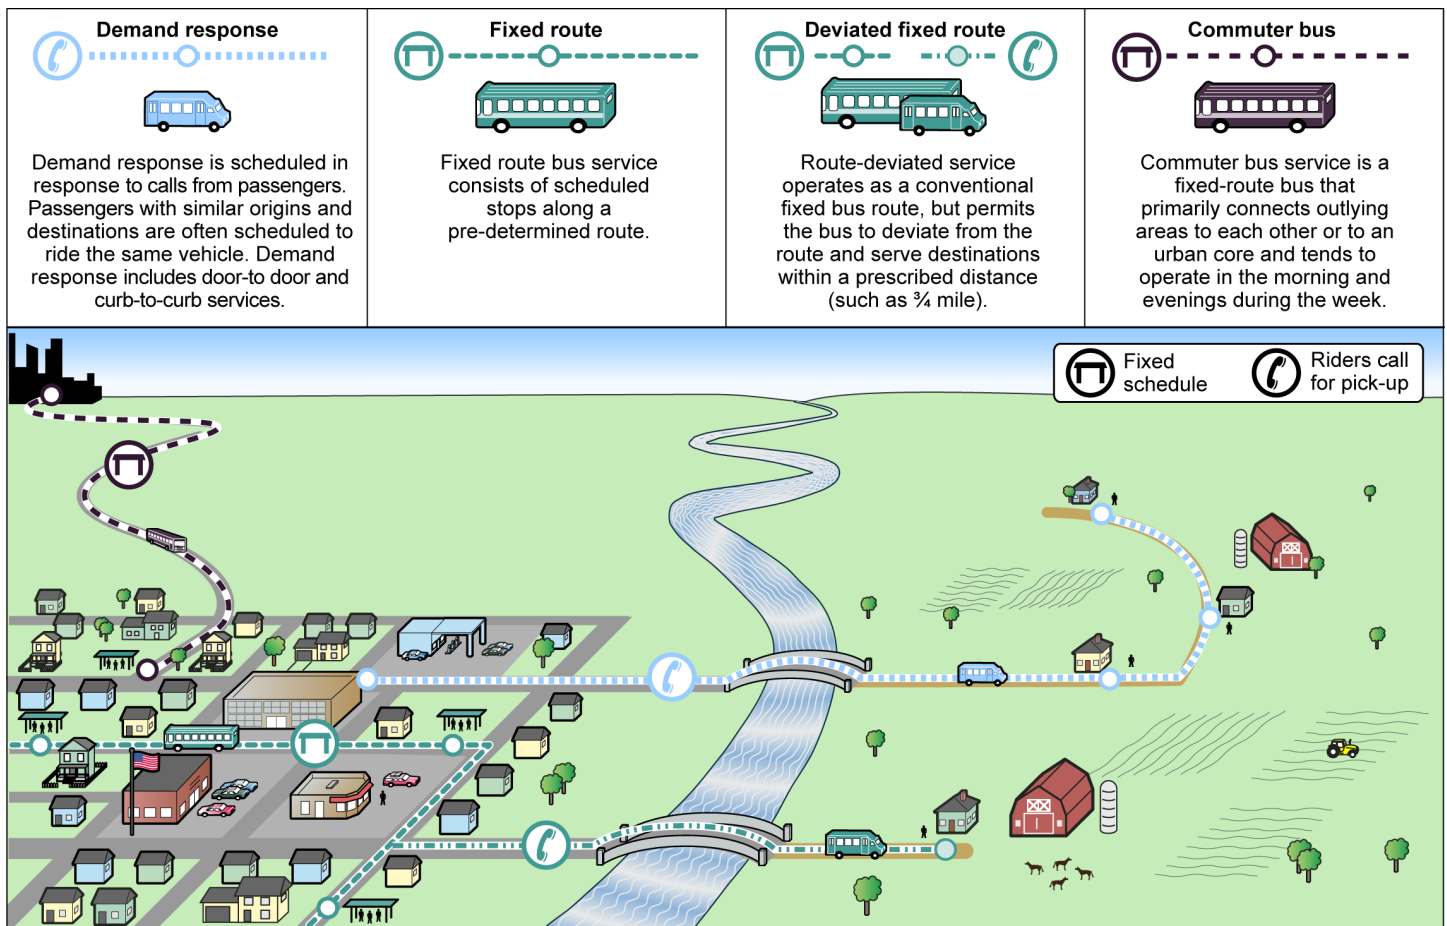 Demand response
Demand response is scheduled in
response to calls from passengers.
Passengers with similar origins and
destinations are often scheduled to
ride the same vehicle. Demand
response includes door-to door and
curb-to-curb services.
Fixed route
Fixed route bus service
consists of scheduled
stops along a
pre-determined route.
Deviated fixed route
Route-deviated service
operates as a conventional
fixed bus route, but permits
the bus to deviate from the
route and serve destinations
within a prescribed distance
(such as ¾ mile).
Commuter bus
Commuter bus service is a
fixed-route bus that
primarily connects outlying
areas to each other or to an
urban core and tends to
operate in the morning and
evenings during the week.
Fixed
schedule
Riders call
for pick-up